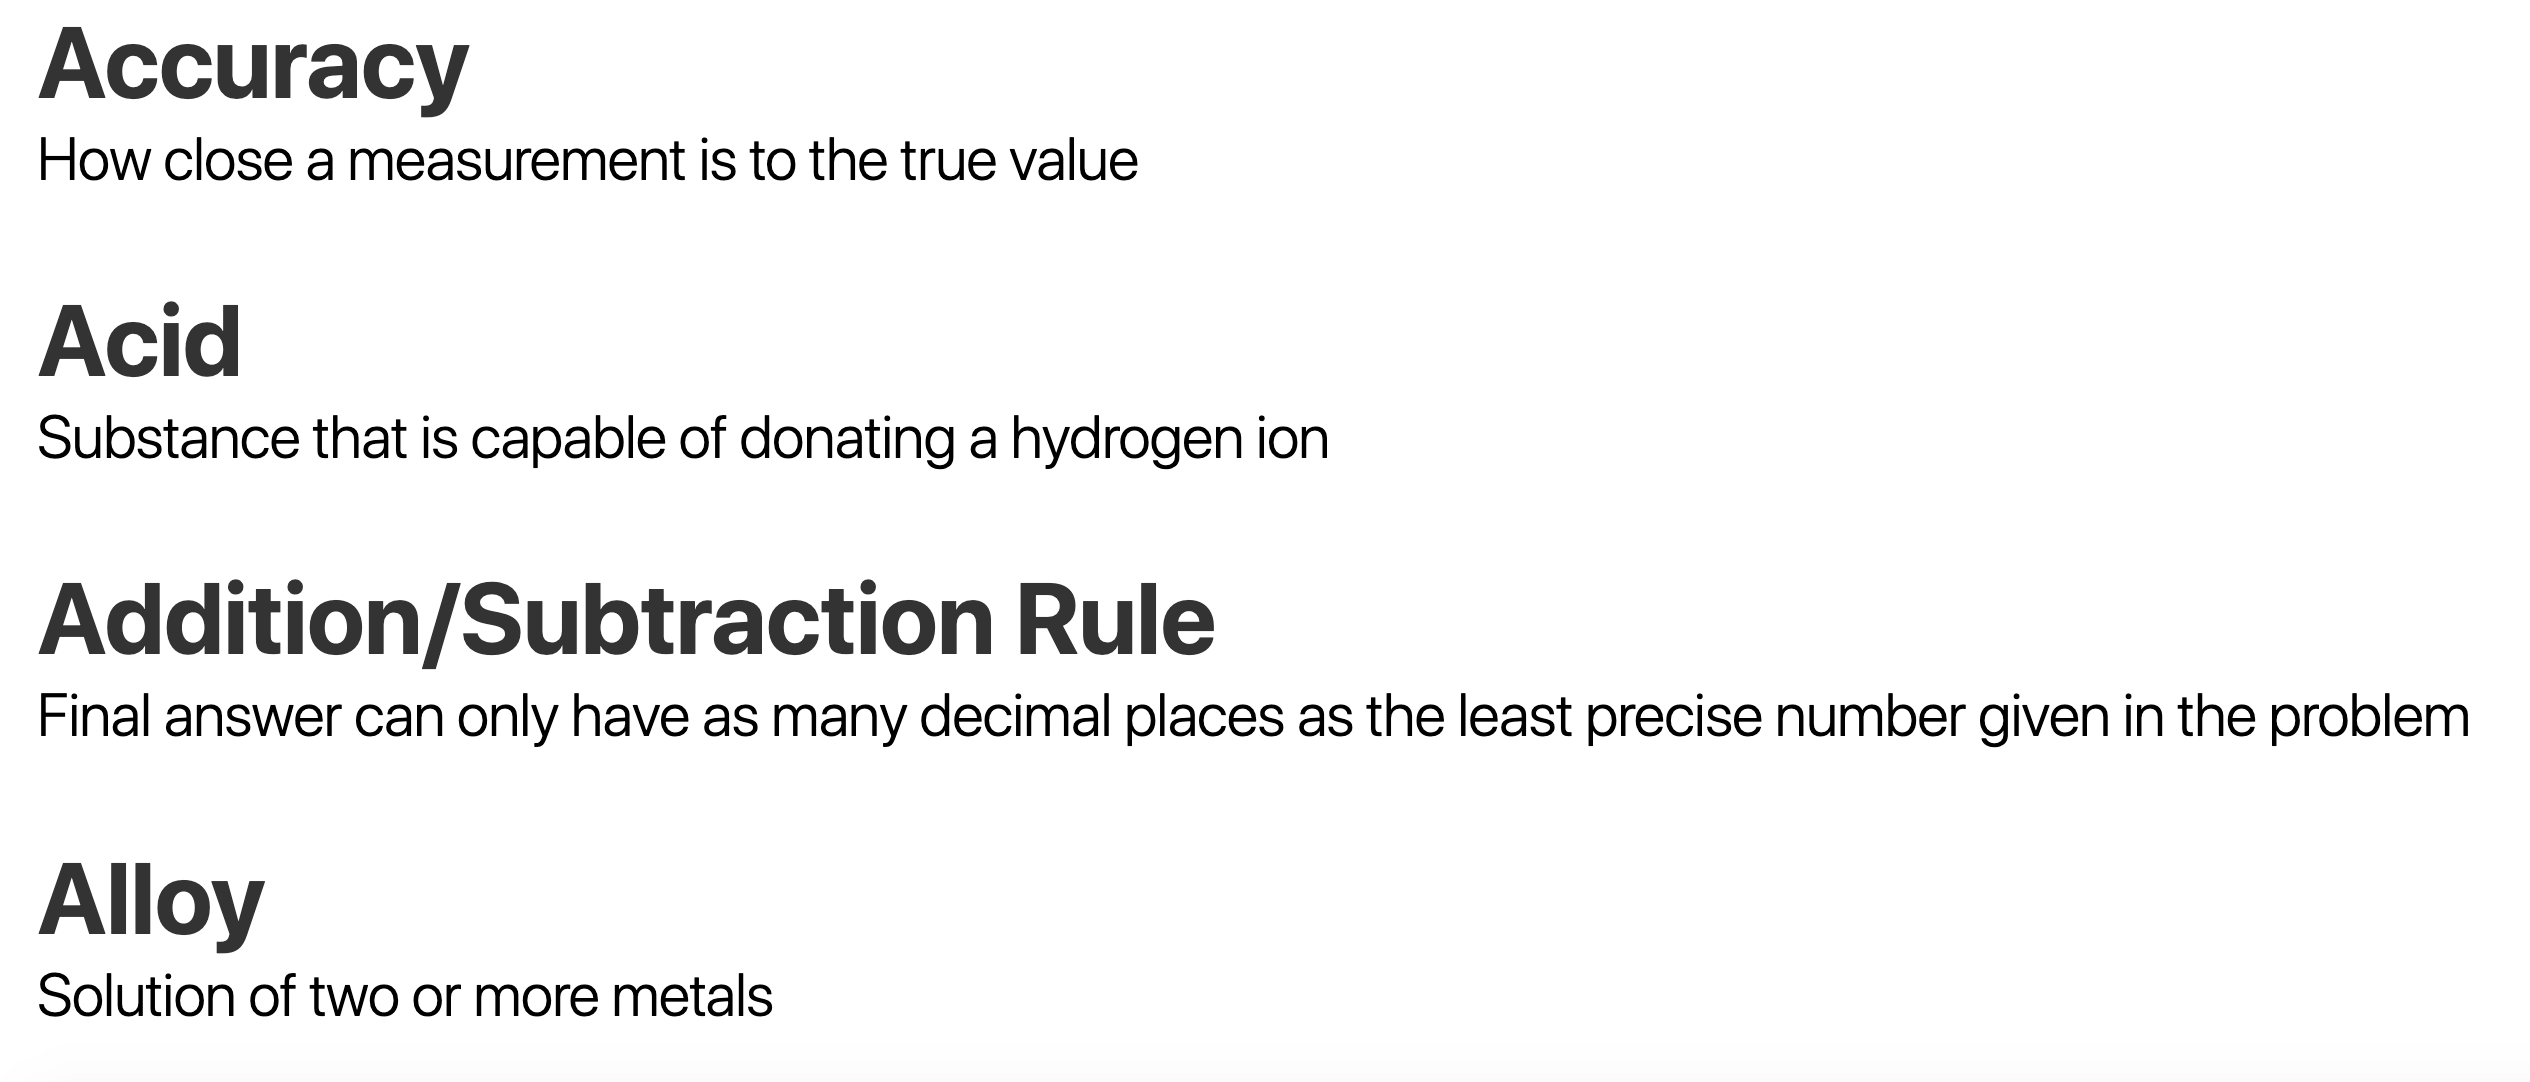 Accuracy
How close a measurement is to the true value
Acid
Substance that is capable of donating a hydrogen ion
Addition/Subtraction Rule
Final answer can only have as many decimal places as the least precise number given in the problem
Alloy
Solution of two or more metals